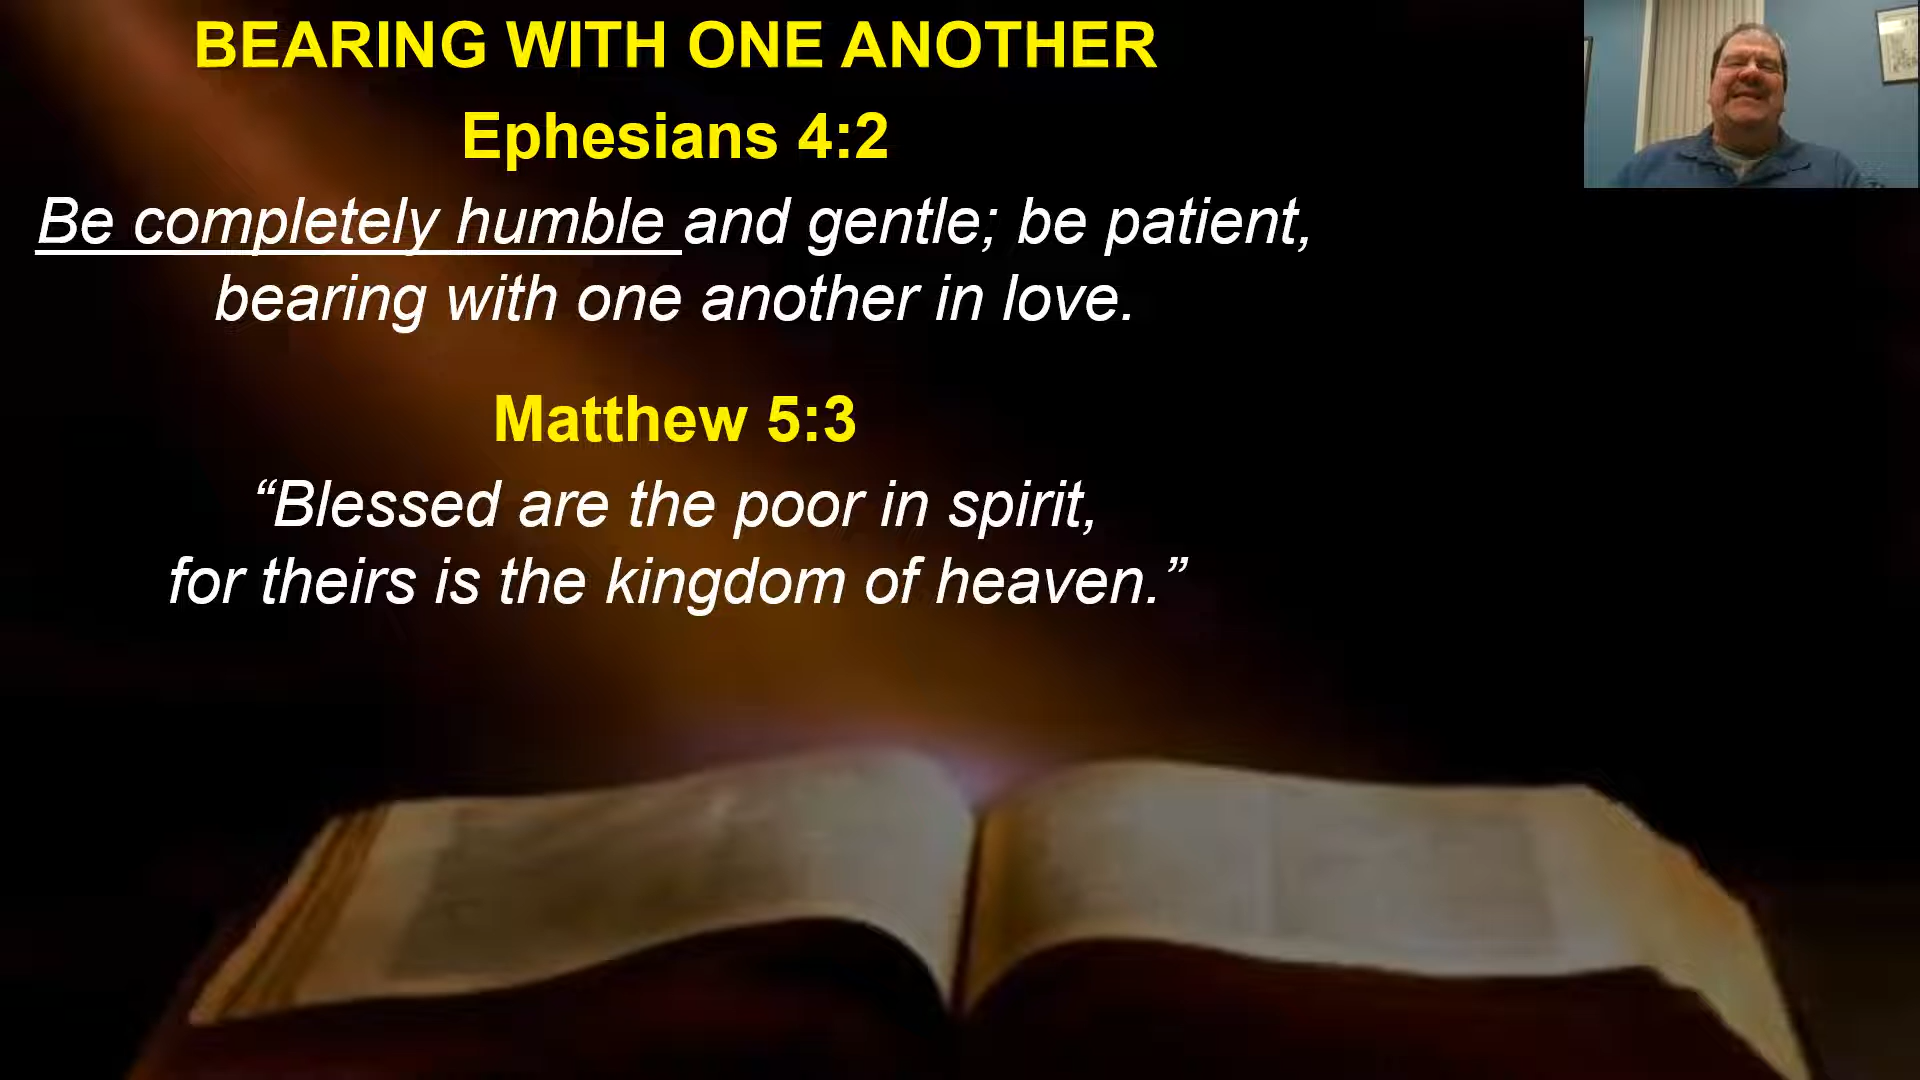 BEARING WITH ONE ANOTHER
Ephesians 4:2
Be completely humble and gentle; be patient,
bearing with one another in love.
Matthew 5:3
“Blessed are the poor in spirit,
for theirs is the kingdom of heaven.”